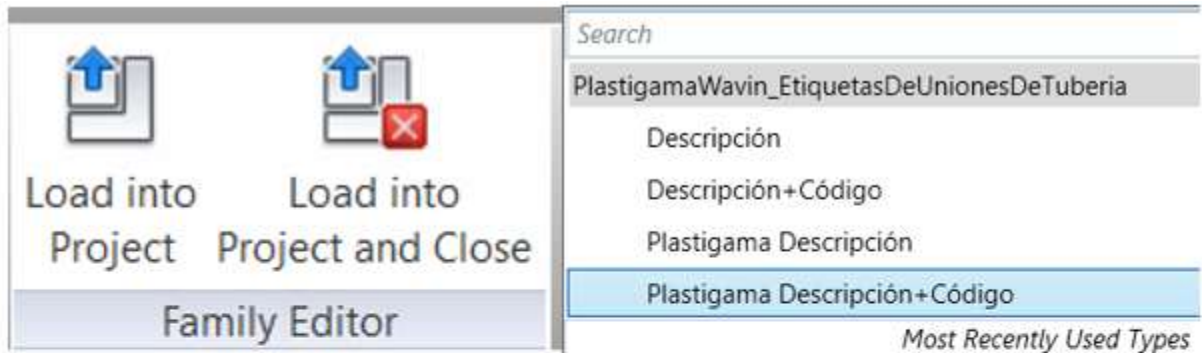 Load into
Project
Load into
Project and Close
Family Editor
Search
PlastigamaWavin_EtiquetasDeUnionesDeTuberia
Descripción
Descripción+Código
Plastigama Descripción
Plastigama Descripción+Código
Most Recently Used Types